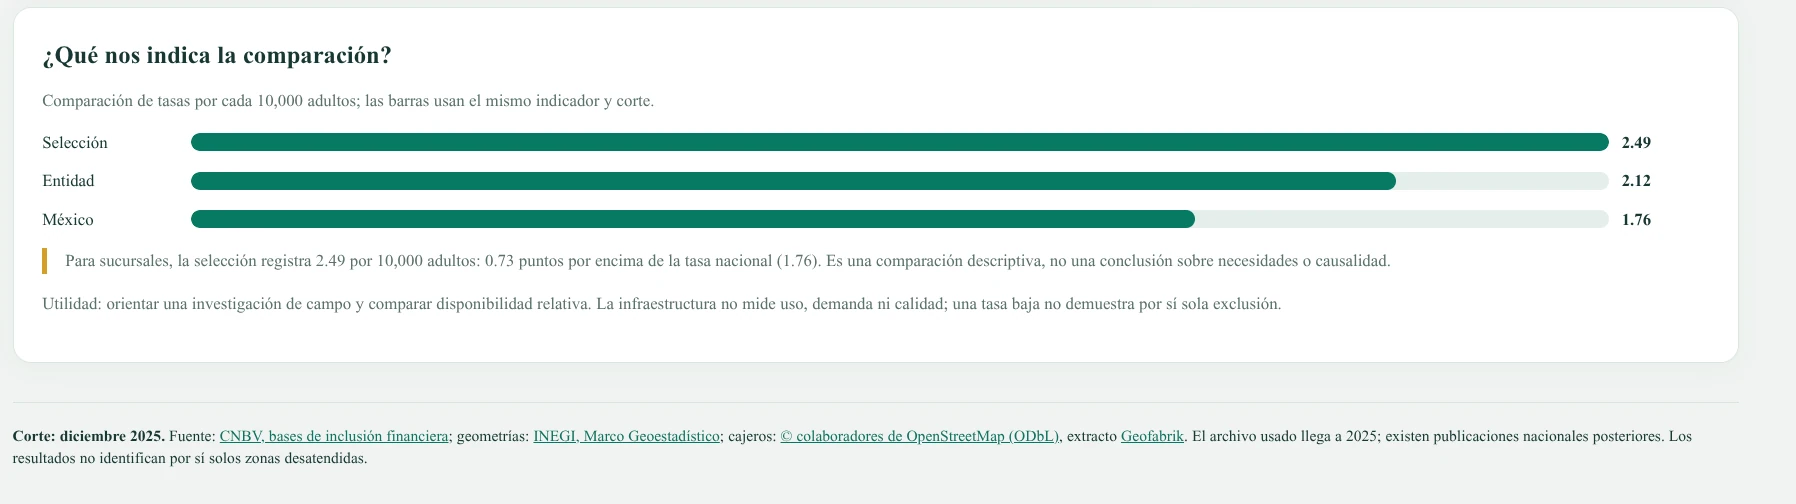 ¿Qué nos indica la comparación?
Comparación de tasas por cada 10,000 adultos; las barras usan el mismo indicador y corte.
Selección 2.49
Entidad 2.12
México 1.76
Para sucursales, la selección registra 2.49 por 10,000 adultos: 0.73 puntos por encima de la tasa nacional (1.76). Es una comparación descriptiva, no una conclusión sobre necesidades o causalidad.
Utilidad: orientar una investigación de campo y comparar disponibilidad relativa. La infraestructura no mide uso, demanda ni calidad; una tasa baja no demuestra por sí sola exclusión.
Corte: diciembre 2025. Fuente: CNBV, bases de inclusión financiera; geometrías: INEGI, Marco Geoestadístico; cajeros: © colaboradores de OpenStreetMap (ODbL), extracto Geofabrik. El archivo usado llega a 2025; existen publicaciones nacionales posteriores. Los
resultados no identifican por sí solos zonas desatendidas.